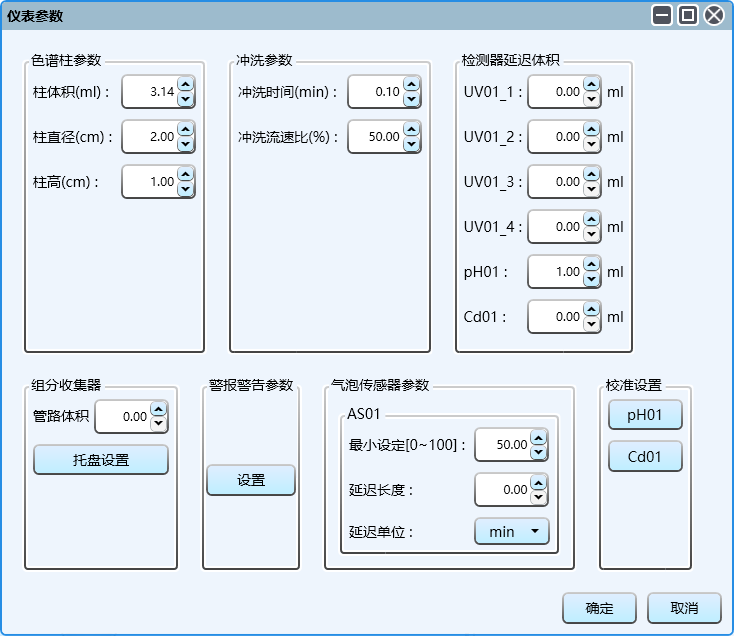 仪表参数
色谱柱参数
柱体积(ml) : 3.14
柱直径(cm) : 2.00
柱高(cm) : 1.00
冲洗参数
冲洗时间(min) : 0.10
冲洗流速比(%) : 50.00
检测器延迟体积
UV01_1 : 0.00 ml
UV01_2 : 0.00 ml
UV01_3 : 0.00 ml
UV01_4 : 0.00 ml
pH01 : 1.00 ml
Cd01 : 0.00 ml
组分收集器
管路体积 0.00
托盘设置
警报警告参数
设置
气泡传感器参数
AS01
最小设定[0~100] : 50.00
延迟长度 : 0.00
延迟单位 : min
校准设置
pH01
Cd01
确定 取消